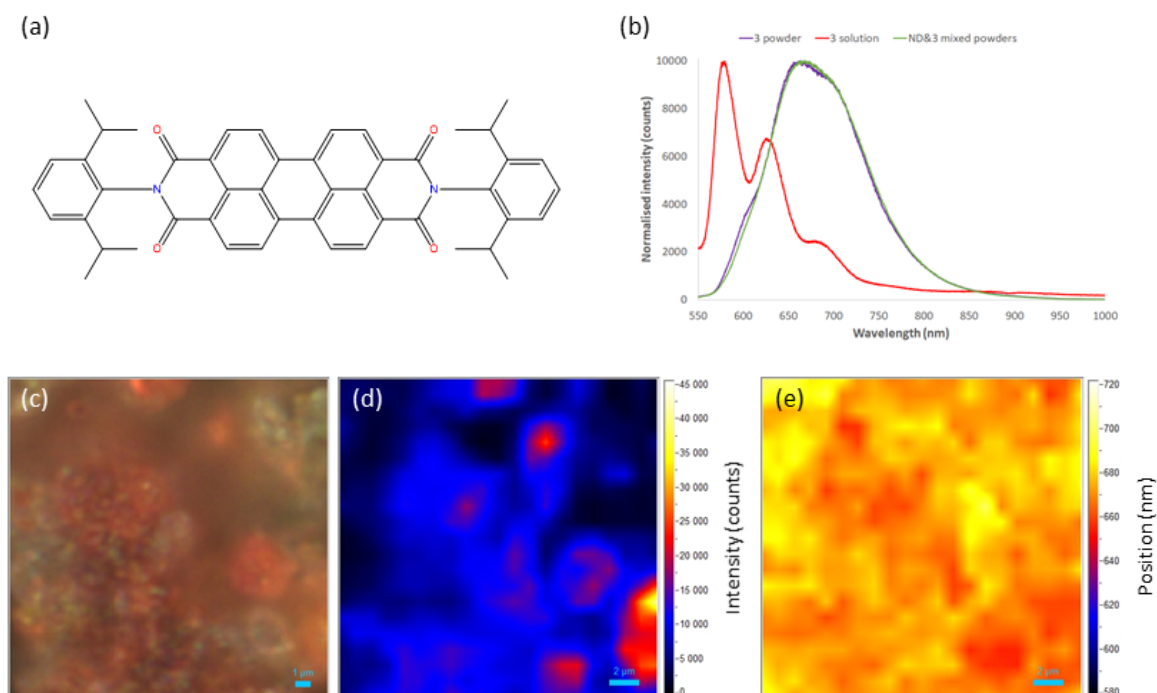 (a)
O
O
N
N
O
O
(b)
3 powder 3 solution ND&3 mixed powders
Normalised intensity (counts)
10000
8000
6000
4000
2000
0
550 600 650 700 750 800 850 900 950 1000
Wavelength (nm)
(c)
1 µm
(d)
2 µm
45 000
40 000
35 000
30 000
25 000
20 000
15 000
10 000
5 000
0
Intensity (counts)
(e)
2 µm
720
700
680
660
640
620
600
580
Position (nm)